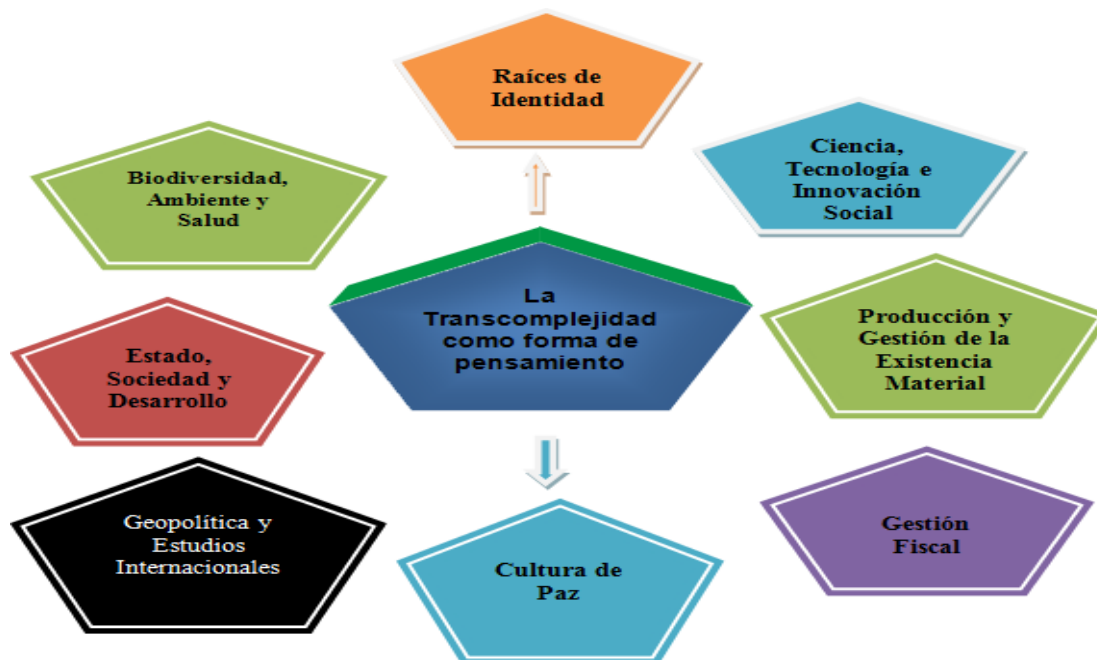 Raíces de
Identidad
Ciencia,
Tecnología e
Innovación
Social
Biodiversidad,
Ambiente y
Salud
La
Transcomplejidad
como forma de
pensamiento
Producción y
Gestión de la
Existencia
Material
Estado,
Sociedad y
Desarrollo
Geopolítica y
Estudios
Internacionales
Cultura de
Paz
Gestión
Fiscal